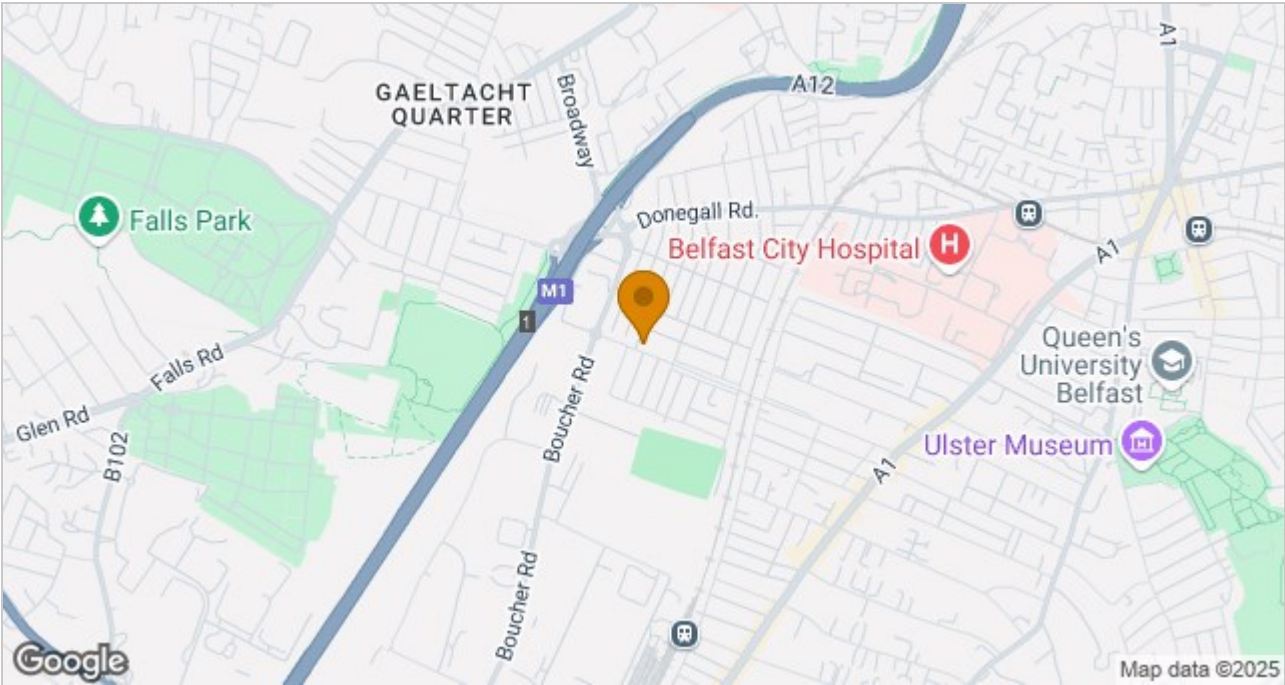 A1
A12
GAELTACHT
QUARTER
Broadway
Donegall Rd.
Falls Park
Belfast City Hospital
H
A1
M1
1
Queen's
University
Belfast
Falls Rd
Boucher Rd
Glen Rd
B102
Ulster Museum
A1
Boucher Rd
Google
Map data ©2025